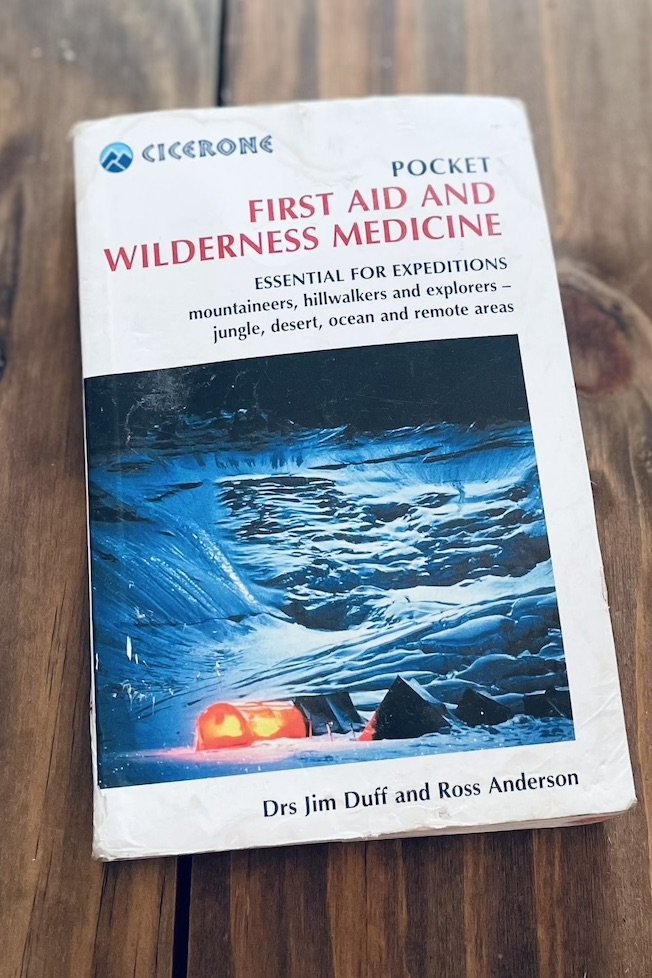 CICERONE
POCKET
FIRST AID AND
WILDERNESS MEDICINE
ESSENTIAL FOR EXPEDITIONS
mountaineers, hillwalkers and explorers –
jungle, desert, ocean and remote areas
Drs Jim Duff and Ross Anderson